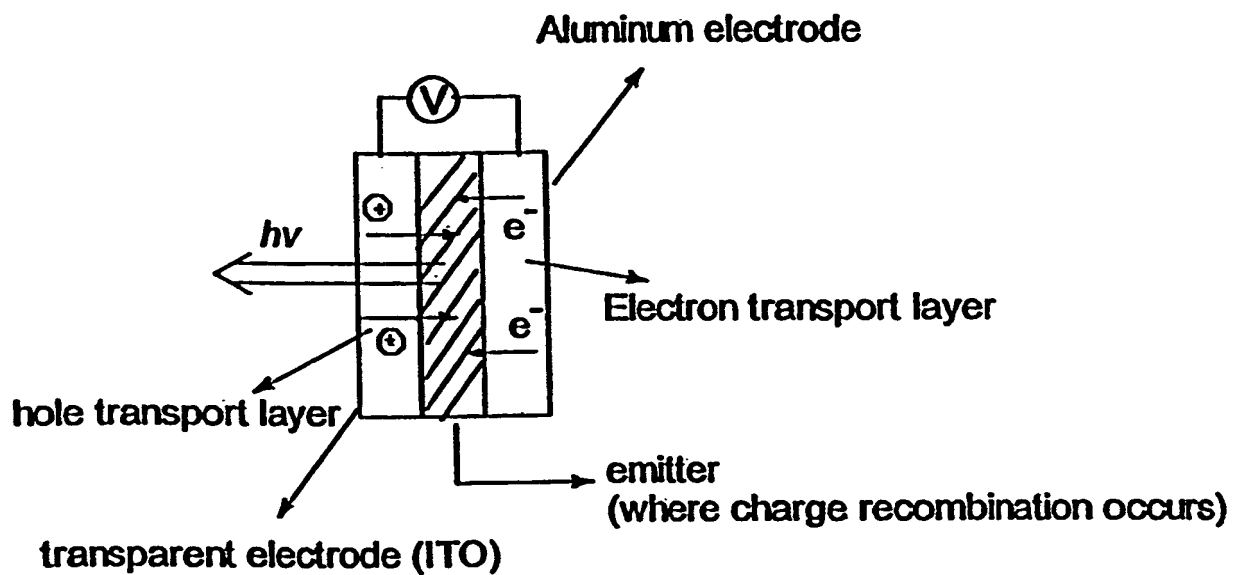 Aluminum electrode
V
+
hν
e-
Electron transport layer
e-
+
hole transport layer
emitter
(where charge recombination occurs)
transparent electrode (ITO)